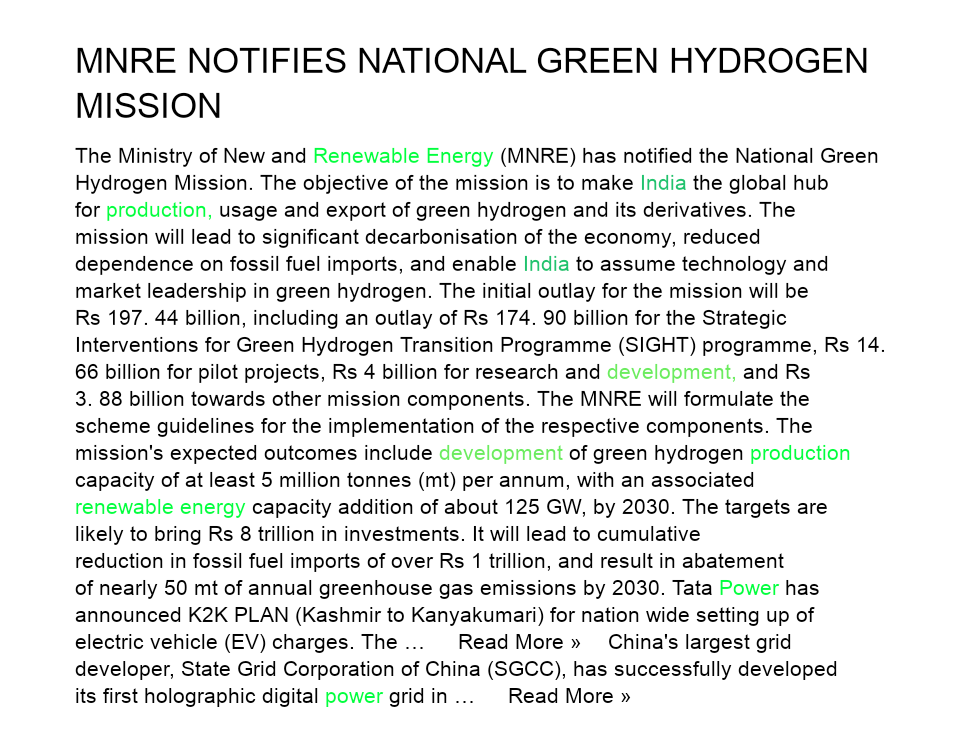 MNRE NOTIFIES NATIONAL GREEN HYDROGEN
MISSION
The Ministry of New and Renewable Energy (MNRE) has notified the National Green
Hydrogen Mission. The objective of the mission is to make India the global hub
for production, usage and export of green hydrogen and its derivatives. The
mission will lead to significant decarbonisation of the economy, reduced
dependence on fossil fuel imports, and enable India to assume technology and
market leadership in green hydrogen. The initial outlay for the mission will be
Rs 197. 44 billion, including an outlay of Rs 174. 90 billion for the Strategic
Interventions for Green Hydrogen Transition Programme (SIGHT) programme, Rs 14.
66 billion for pilot projects, Rs 4 billion for research and development, and Rs
3. 88 billion towards other mission components. The MNRE will formulate the
scheme guidelines for the implementation of the respective components. The
mission's expected outcomes include development of green hydrogen production
capacity of at least 5 million tonnes (mt) per annum, with an associated
renewable energy capacity addition of about 125 GW, by 2030. The targets are
likely to bring Rs 8 trillion in investments. It will lead to cumulative
reduction in fossil fuel imports of over Rs 1 trillion, and result in abatement
of nearly 50 mt of annual greenhouse gas emissions by 2030. Tata Power has
announced K2K PLAN (Kashmir to Kanyakumari) for nation wide setting up of
electric vehicle (EV) charges. The … Read More » China's largest grid
developer, State Grid Corporation of China (SGCC), has successfully developed
its first holographic digital power grid in … Read More »